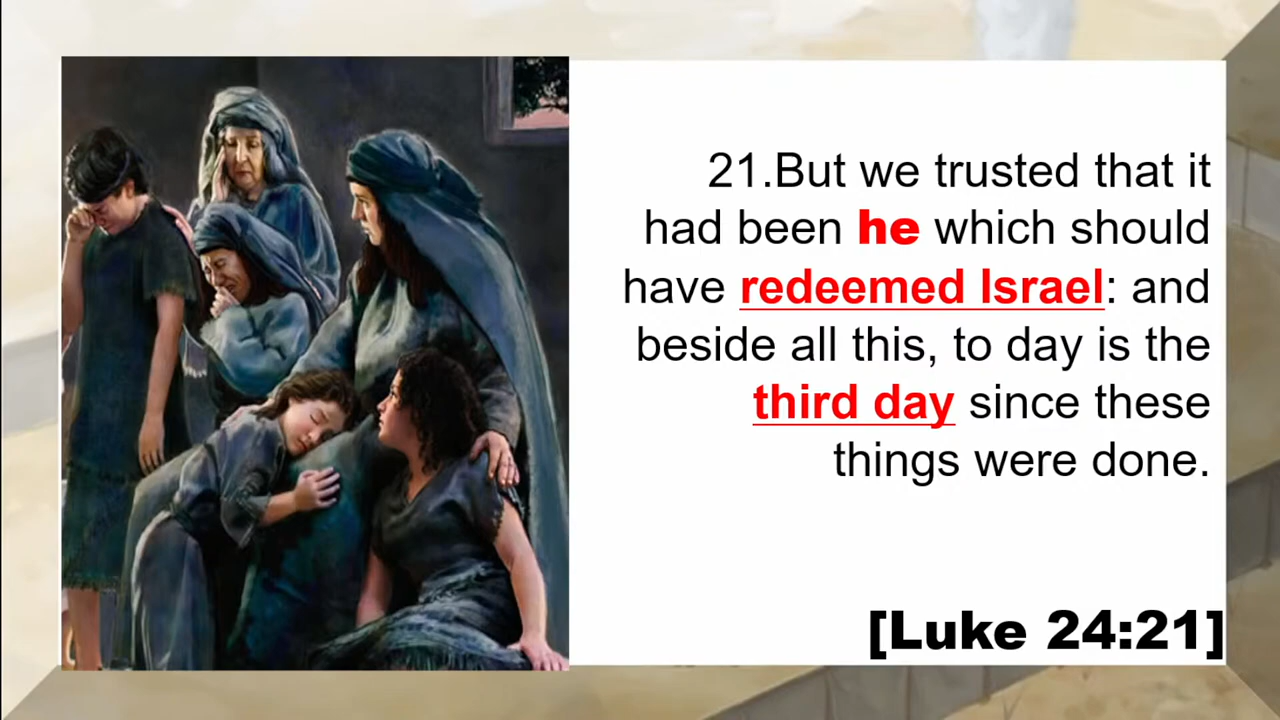 21.But we trusted that it
had been he which should
have redeemed Israel: and
beside all this, to day is the
third day since these
things were done.
[Luke 24:21]